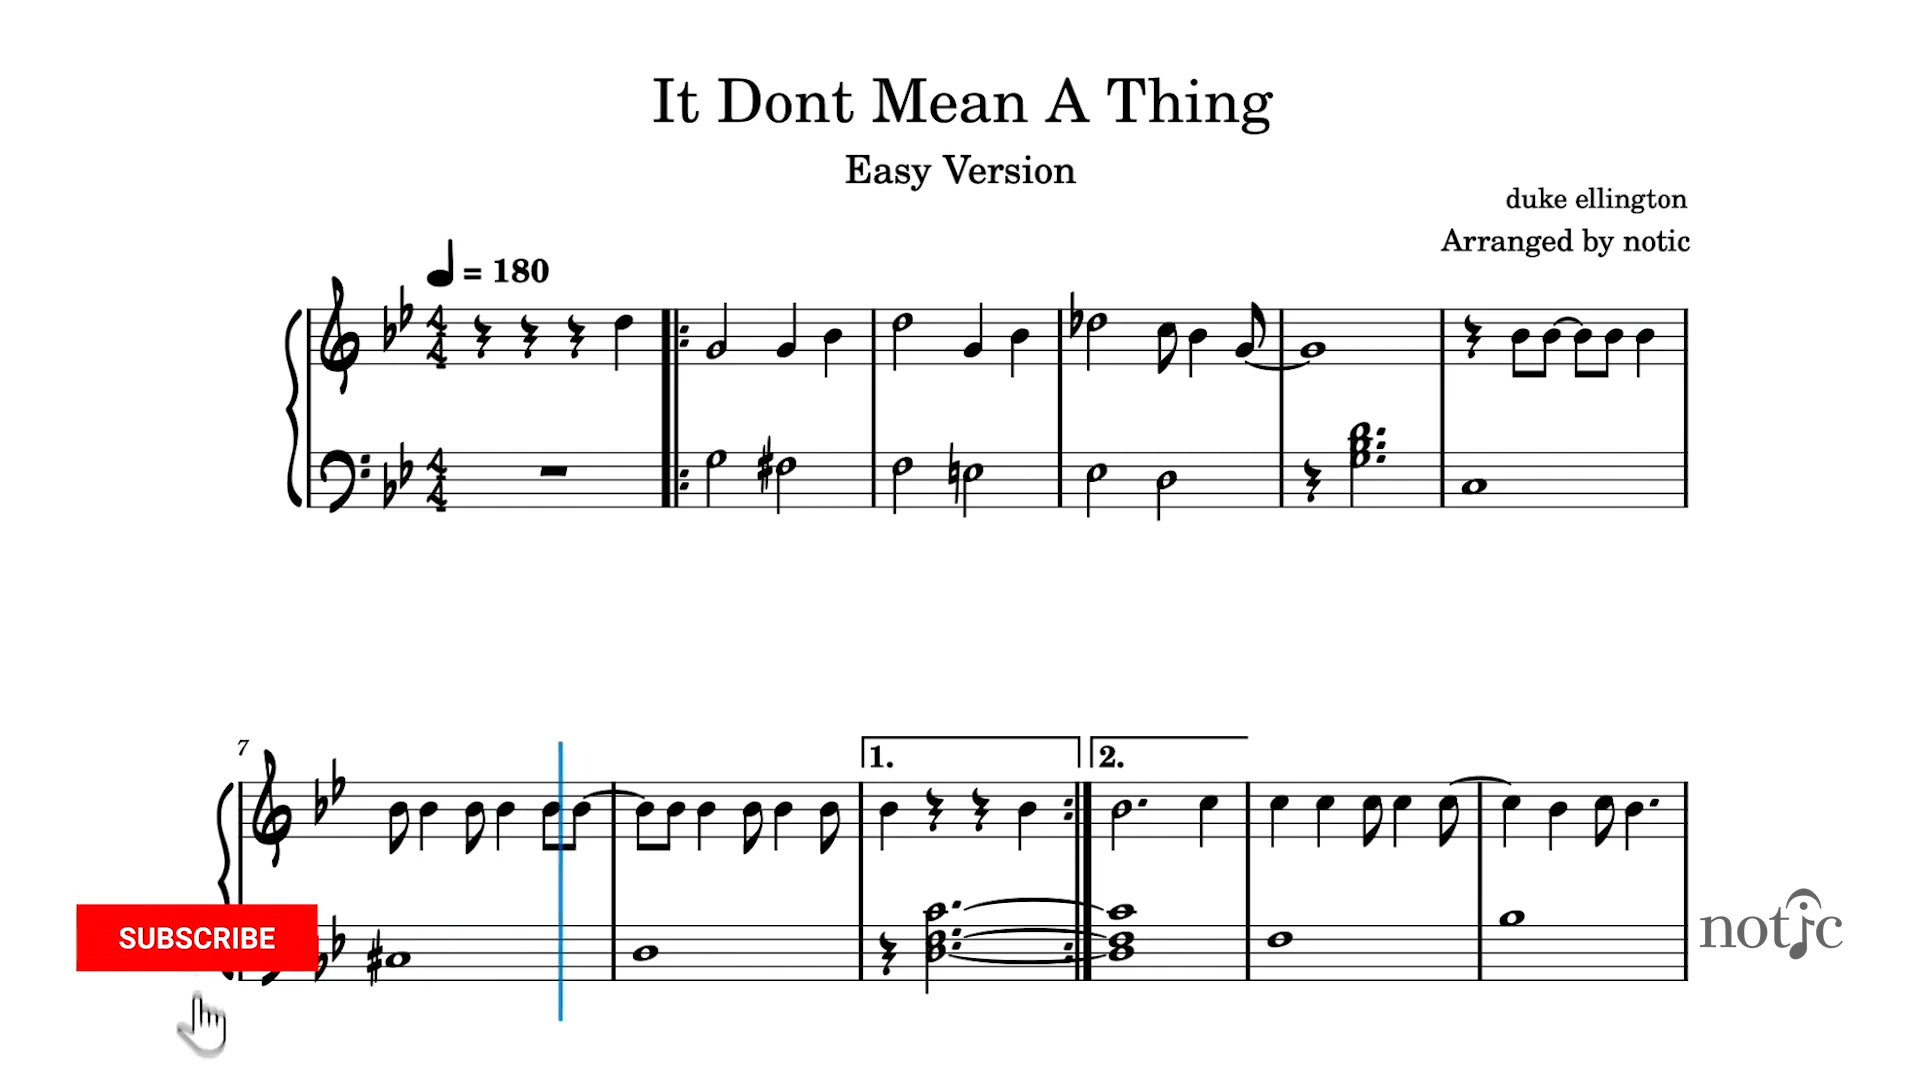 It Dont Mean A Thing
Easy Version
duke ellington
Arranged by notic
= 180
7
1.
2.
SUBSCRIBE
notic